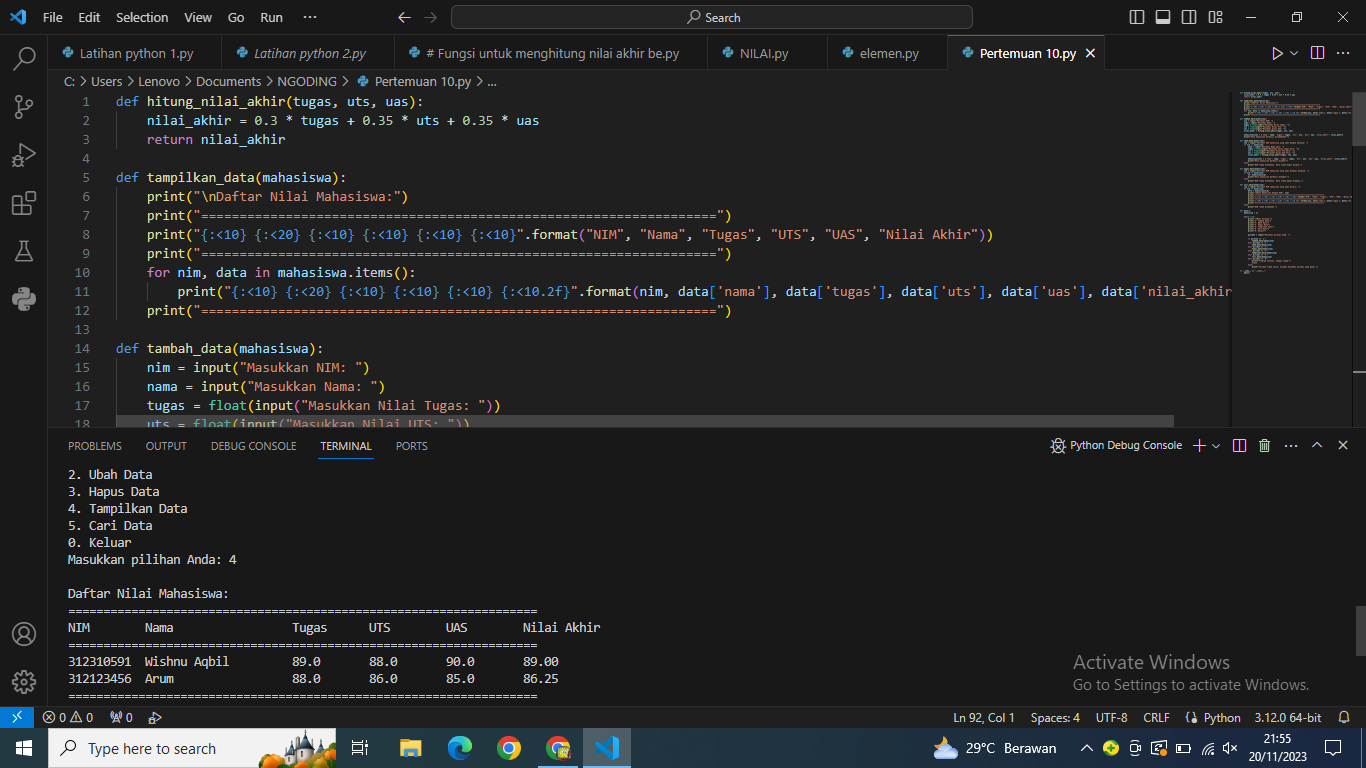 File Edit Selection View Go Run ··· Search
Latihan python 1.py Latihan python 2.py # Fungsi untuk menghitung nilai akhir be.py NILAI.py elemen.py Pertemuan 10.py
C: > Users > Lenovo > Documents > NGODING > Pertemuan 10.py > ...
1 def hitung_nilai_akhir(tugas, uts, uas):
2 nilai_akhir = 0.3 * tugas + 0.35 * uts + 0.35 * uas
3 return nilai_akhir
4
5 def tampilkan_data(mahasiswa):
6 print("\nDaftar Nilai Mahasiswa:")
7 print("===================================================================")
8 print("{:<10} {:<20} {:<10} {:<10} {:<10} {:<10}".format("NIM", "Nama", "Tugas", "UTS", "UAS", "Nilai Akhir"))
9 print("===================================================================")
10 for nim, data in mahasiswa.items():
11 print("{:<10} {:<20} {:<10} {:<10} {:<10} {:<10.2f}".format(nim, data['nama'], data['tugas'], data['uts'], data['uas'], data['nilai_akhir
12 print("===================================================================")
13
14 def tambah_data(mahasiswa):
15 nim = input("Masukkan NIM: ")
16 nama = input("Masukkan Nama: ")
17 tugas = float(input("Masukkan Nilai Tugas: "))
18 uts = float(input("Masukkan Nilai UTS: "))
PROBLEMS OUTPUT DEBUG CONSOLE TERMINAL PORTS Python Debug Console
2. Ubah Data
3. Hapus Data
4. Tampilkan Data
5. Cari Data
0. Keluar
Masukkan pilihan Anda: 4
Daftar Nilai Mahasiswa:
===================================================================
NIM Nama Tugas UTS UAS Nilai Akhir
===================================================================
312310591 Wishnu Aqbil 89.0 88.0 90.0 89.00
312123456 Arum 88.0 86.0 85.0 86.25
===================================================================
Activate Windows
Go to Settings to activate Windows.
0 0 0 Ln 92, Col 1 Spaces: 4 UTF-8 CRLF Python 3.12.0 64-bit
Type here to search 29°C Berawan 21:55
20/11/2023